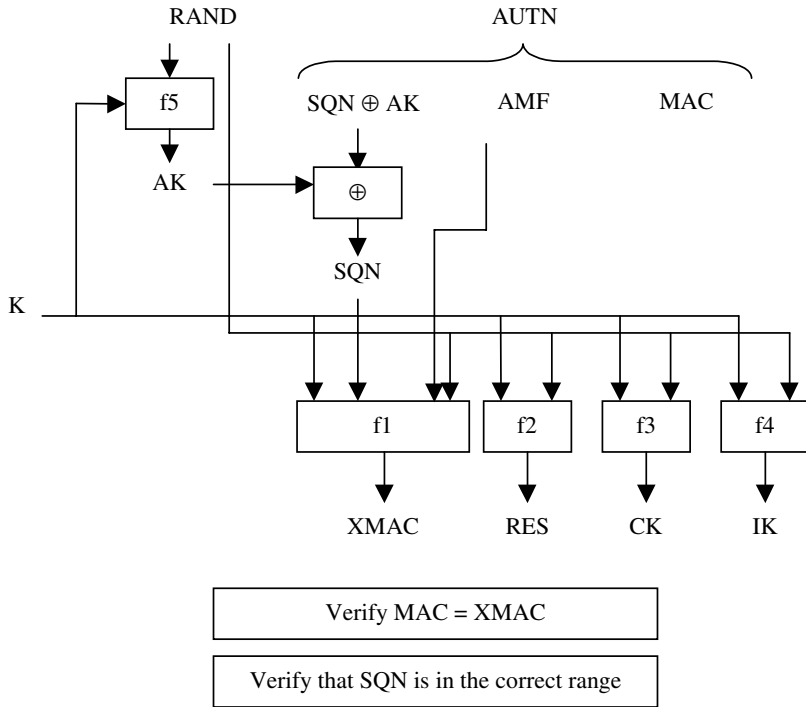 RAND AUTN
f5
SQN ⊕ AK AMF MAC
AK
⊕
SQN
K
f1 f2 f3 f4
XMAC RES CK IK
Verify MAC = XMAC
Verify that SQN is in the correct range